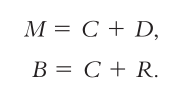 M = C + D,
B = C + R.